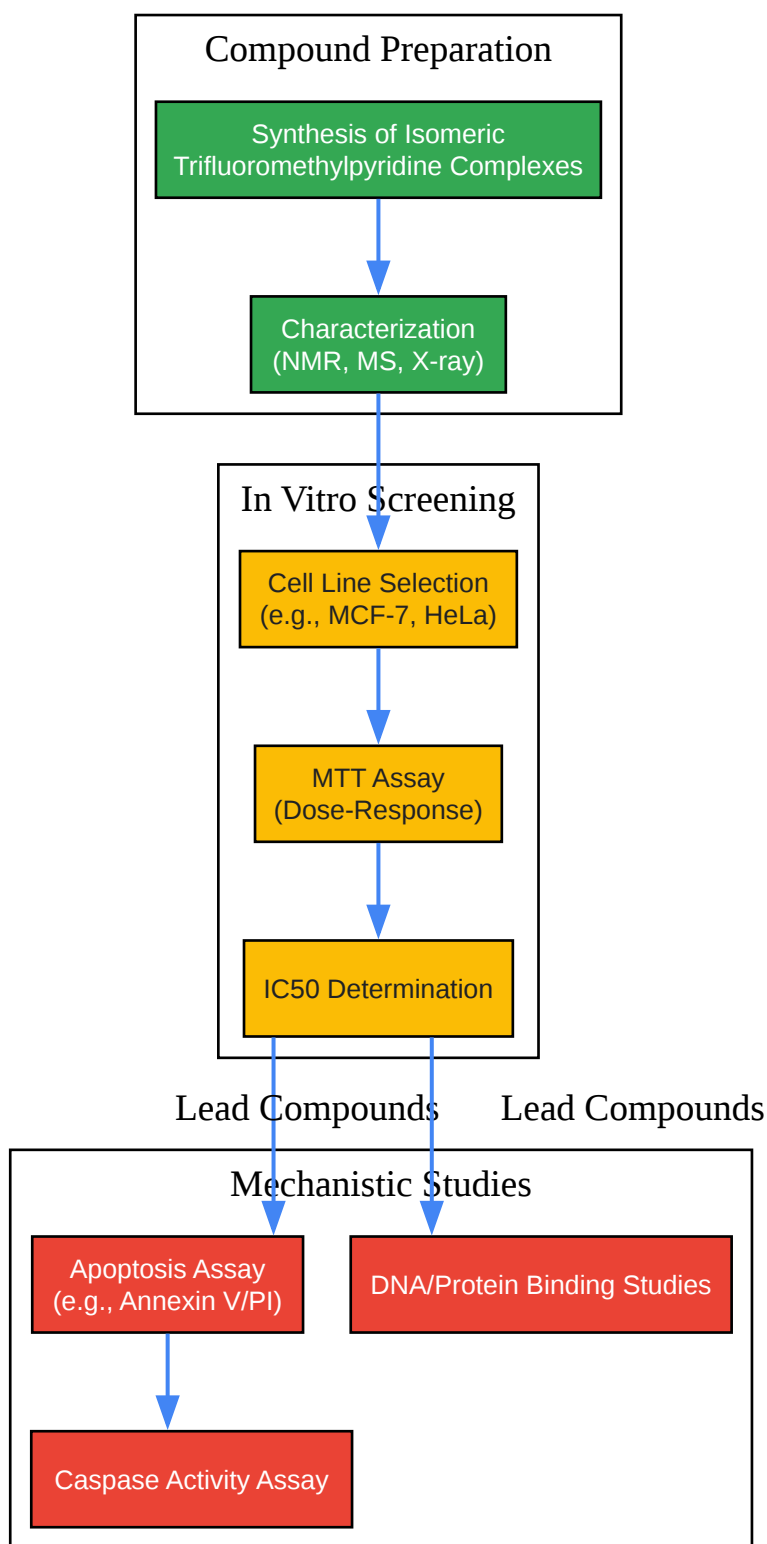 Compound Preparation
Synthesis of Isomeric
Trifluoromethylpyridine Complexes
Characterization
(NMR, MS, X-ray)
In Vitro Screening
Cell Line Selection
(e.g., MCF-7, HeLa)
MTT Assay
(Dose-Response)
IC50 Determination
Lead Compounds
Lead Compounds
Mechanistic Studies
Apoptosis Assay
(e.g., Annexin V/PI)
DNA/Protein Binding Studies
Caspase Activity Assay